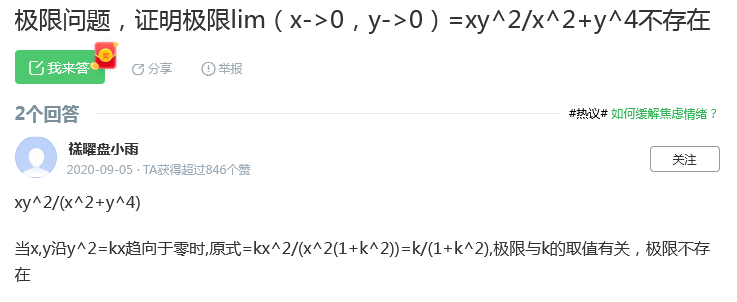 极限问题，证明极限lim（x->0，y->0）=xy^2/x^2+y^4不存在
我来答
分享
举报
2个回答
#热议# 如何缓解焦虑情绪？
禚曜盘小雨
关注
2020-09-05 · TA获得超过846个赞
xy^2/(x^2+y^4)
当x,y沿y^2=kx趋向于零时,原式=kx^2/(x^2(1+k^2))=k/(1+k^2),极限与k的取值有关，极限不存
在